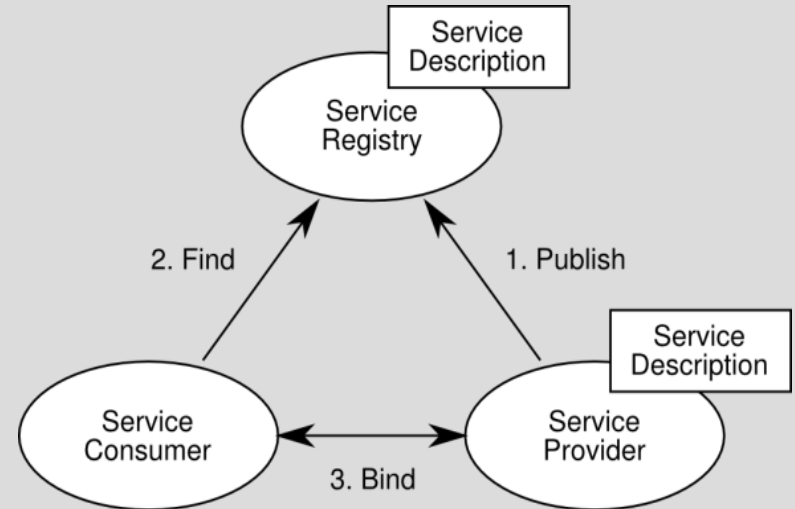 Service
Description
Service
Registry
2. Find
1. Publish
Service
Description
Service
Consumer
Service
Provider
3. Bind